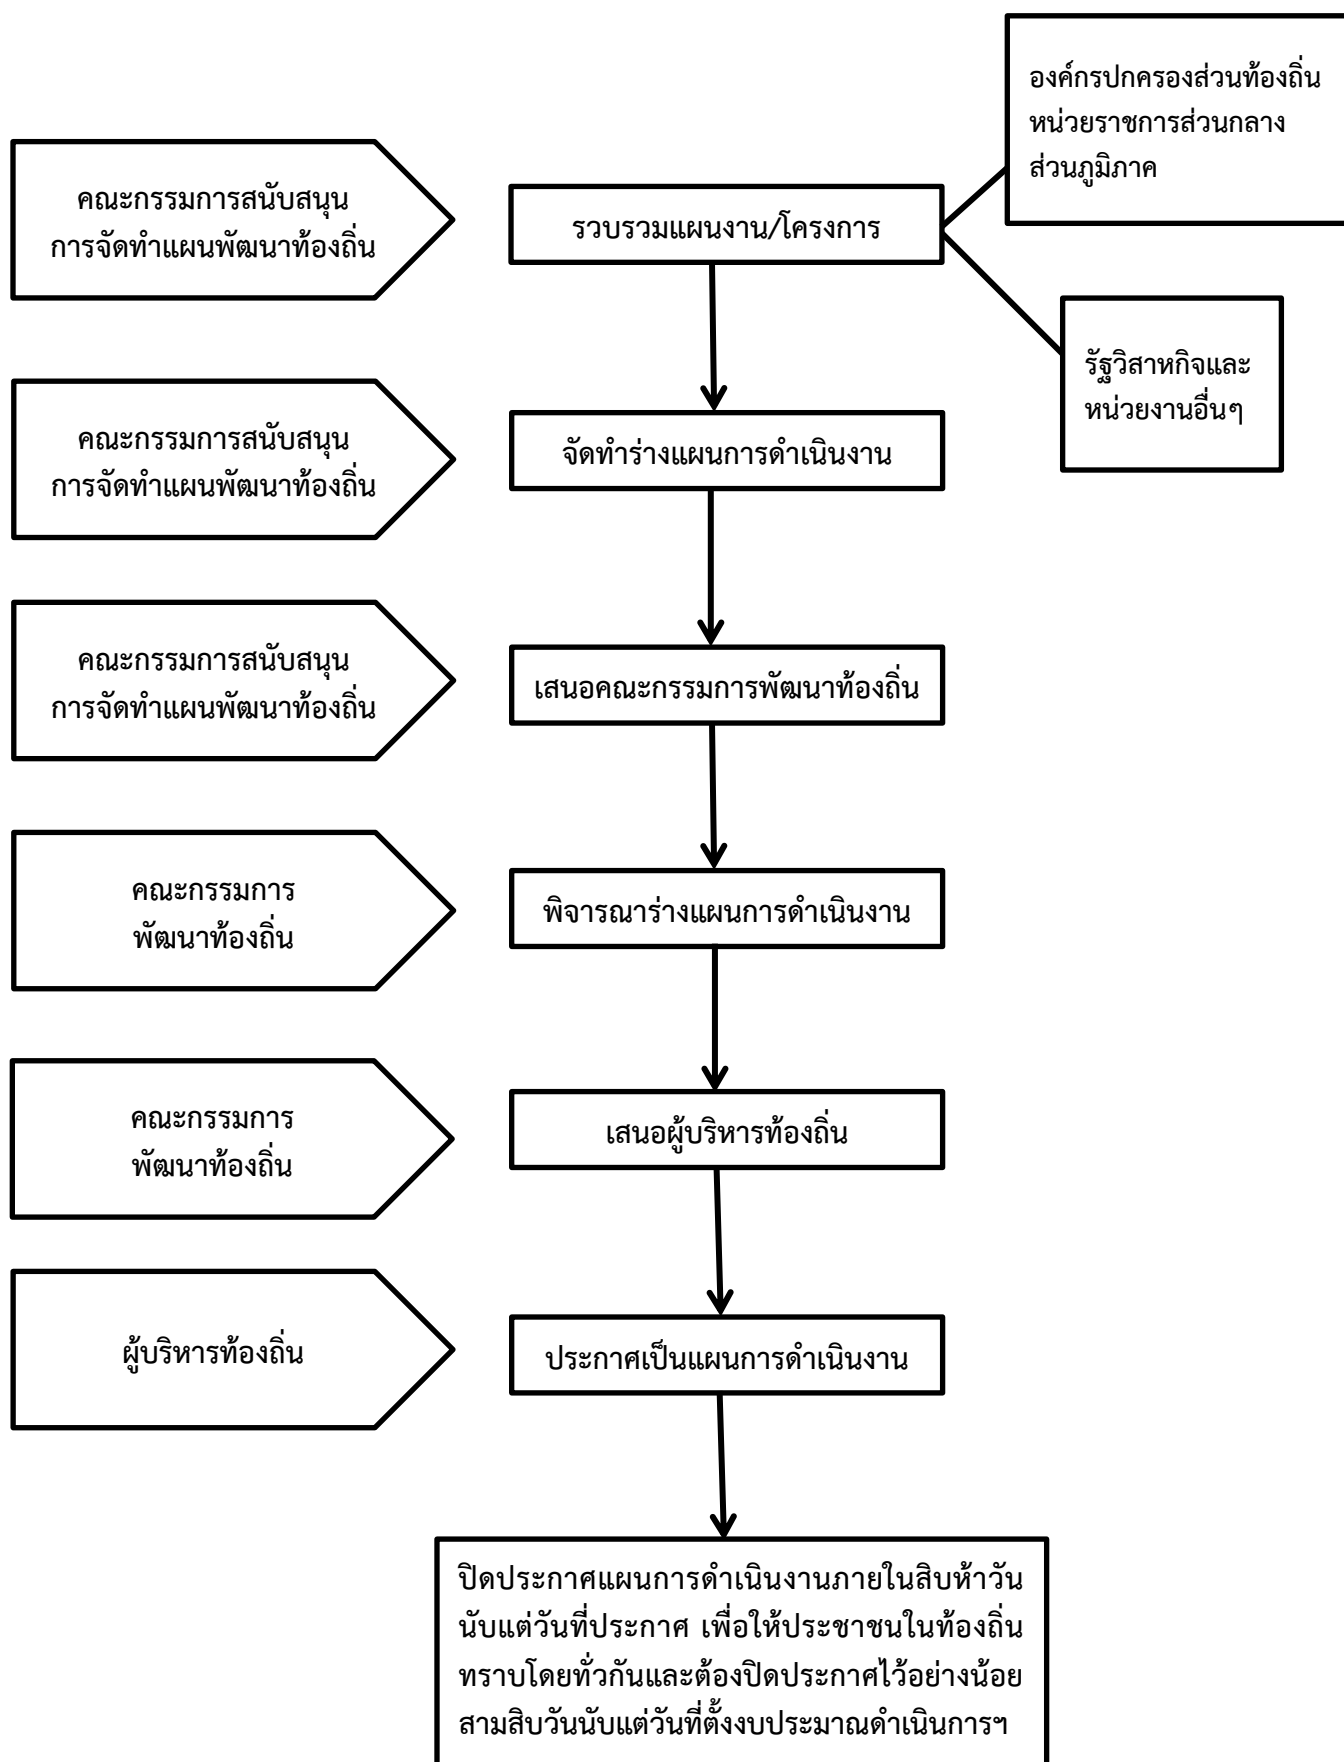 องค์กรปกครองส่วนท้องถิ่น
หน่วยราชการส่วนกลาง
ส่วนภูมิภาค
คณะกรรมการสนับสนุน
การจัดทำแผนพัฒนาท้องถิ่น
รวบรวมแผนงาน/โครงการ
รัฐวิสาหกิจและ
หน่วยงานอื่นๆ
คณะกรรมการสนับสนุน
การจัดทำแผนพัฒนาท้องถิ่น
จัดทำร่างแผนการดำเนินงาน
คณะกรรมการสนับสนุน
การจัดทำแผนพัฒนาท้องถิ่น
เสนอคณะกรรมการพัฒนาท้องถิ่น
คณะกรรมการ
พัฒนาท้องถิ่น
พิจารณาร่างแผนการดำเนินงาน
คณะกรรมการ
พัฒนาท้องถิ่น
เสนอผู้บริหารท้องถิ่น
ผู้บริหารท้องถิ่น
ประกาศเป็นแผนการดำเนินงาน
ปิดประกาศแผนการดำเนินงานภายในสิบห้าวัน
นับแต่วันที่ประกาศ เพื่อให้ประชาชนในท้องถิ่น
ทราบโดยทั่วกันและต้องปิดประกาศไว้อย่างน้อย
สามสิบวันนับแต่วันที่ตั้งงบประมาณดำเนินการฯ